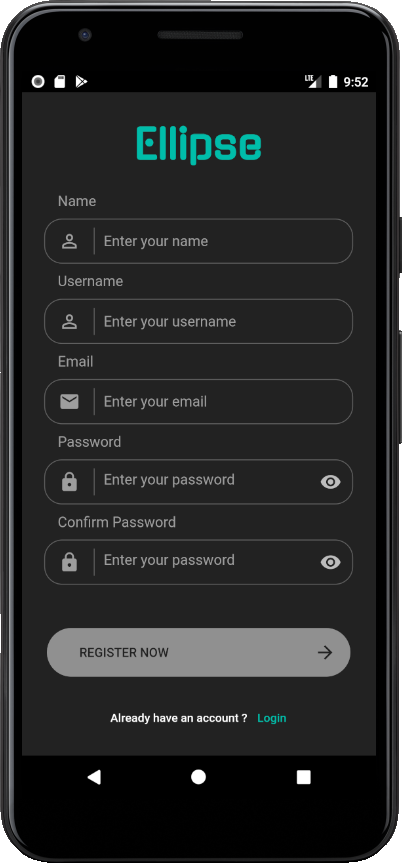 LTE 9:52
Ellipse
Name
Enter your name
Username
Enter your username
Email
Enter your email
Password
Enter your password
Confirm Password
Enter your password
REGISTER NOW
Already have an account ? Login